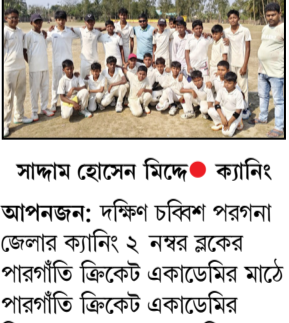 সাদ্দাম হোসেন মিদ্দে ● ক্যানিং
আপনজন: দক্ষিণ চব্বিশ পরগনা
জেলার ক্যানিং ২ নম্বর ব্লকের
পারগাঁতি ক্রিকেট একাডেমির মাঠে
পারগাঁতি ক্রিকেট একাডেমির